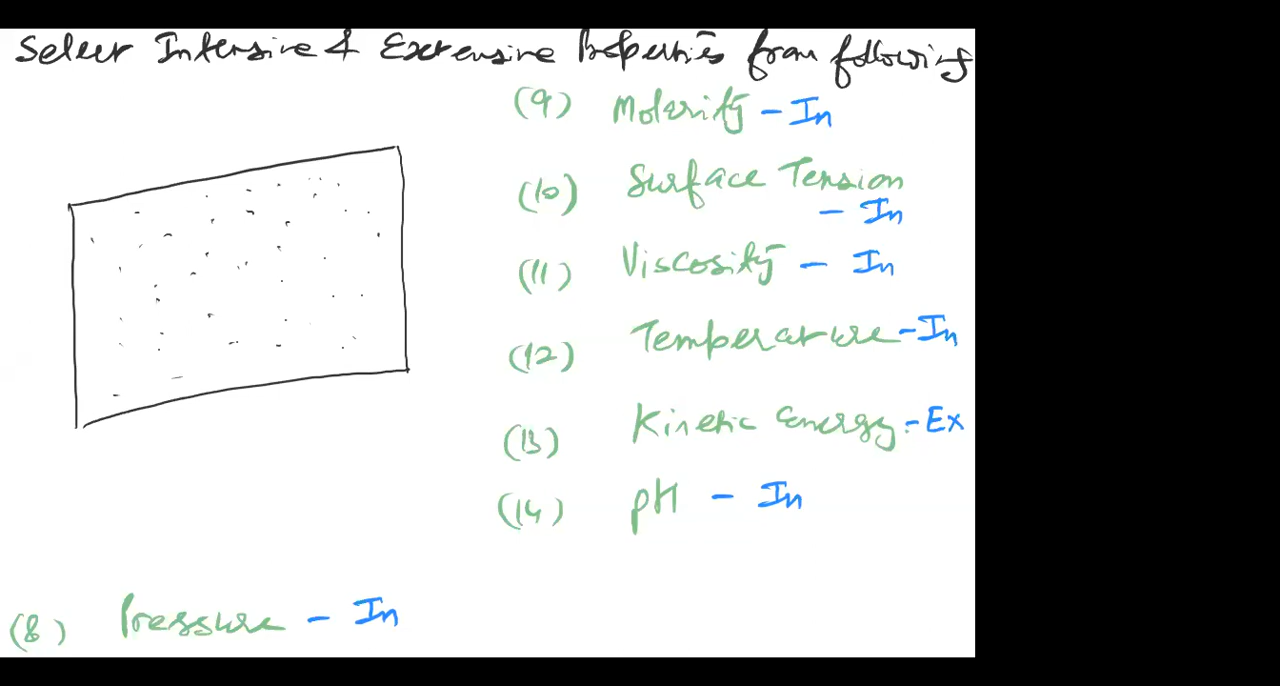 Select Intensive & Extensive Properties from following
(9) Molarity - In
(10) Surface Tension
- In
(11) Viscosity - In
(12) Temperature - In
(13) Kinetic Energy - Ex
(14) pH - In
(8) Pressure - In